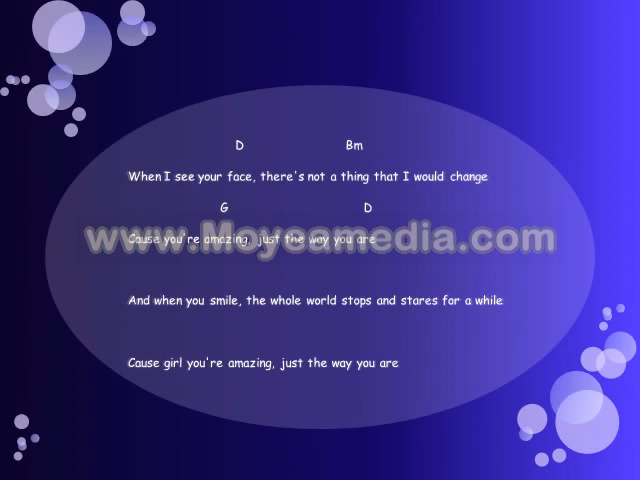 D Bm
When I see your face, there's not a thing that I would change
G D
Cause you're amazing, just the way you are
www.Moyeamedia.com
And when you smile, the whole world stops and stares for a while
Cause girl you're amazing, just the way you are